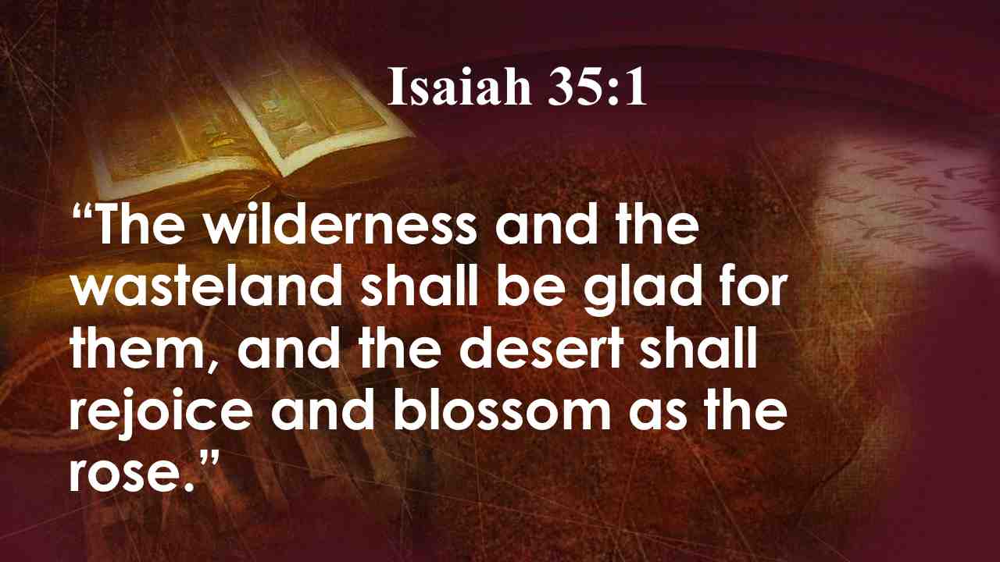 Isaiah 35:1
“The wilderness and the
wasteland shall be glad for
them, and the desert shall
rejoice and blossom as the
rose.”